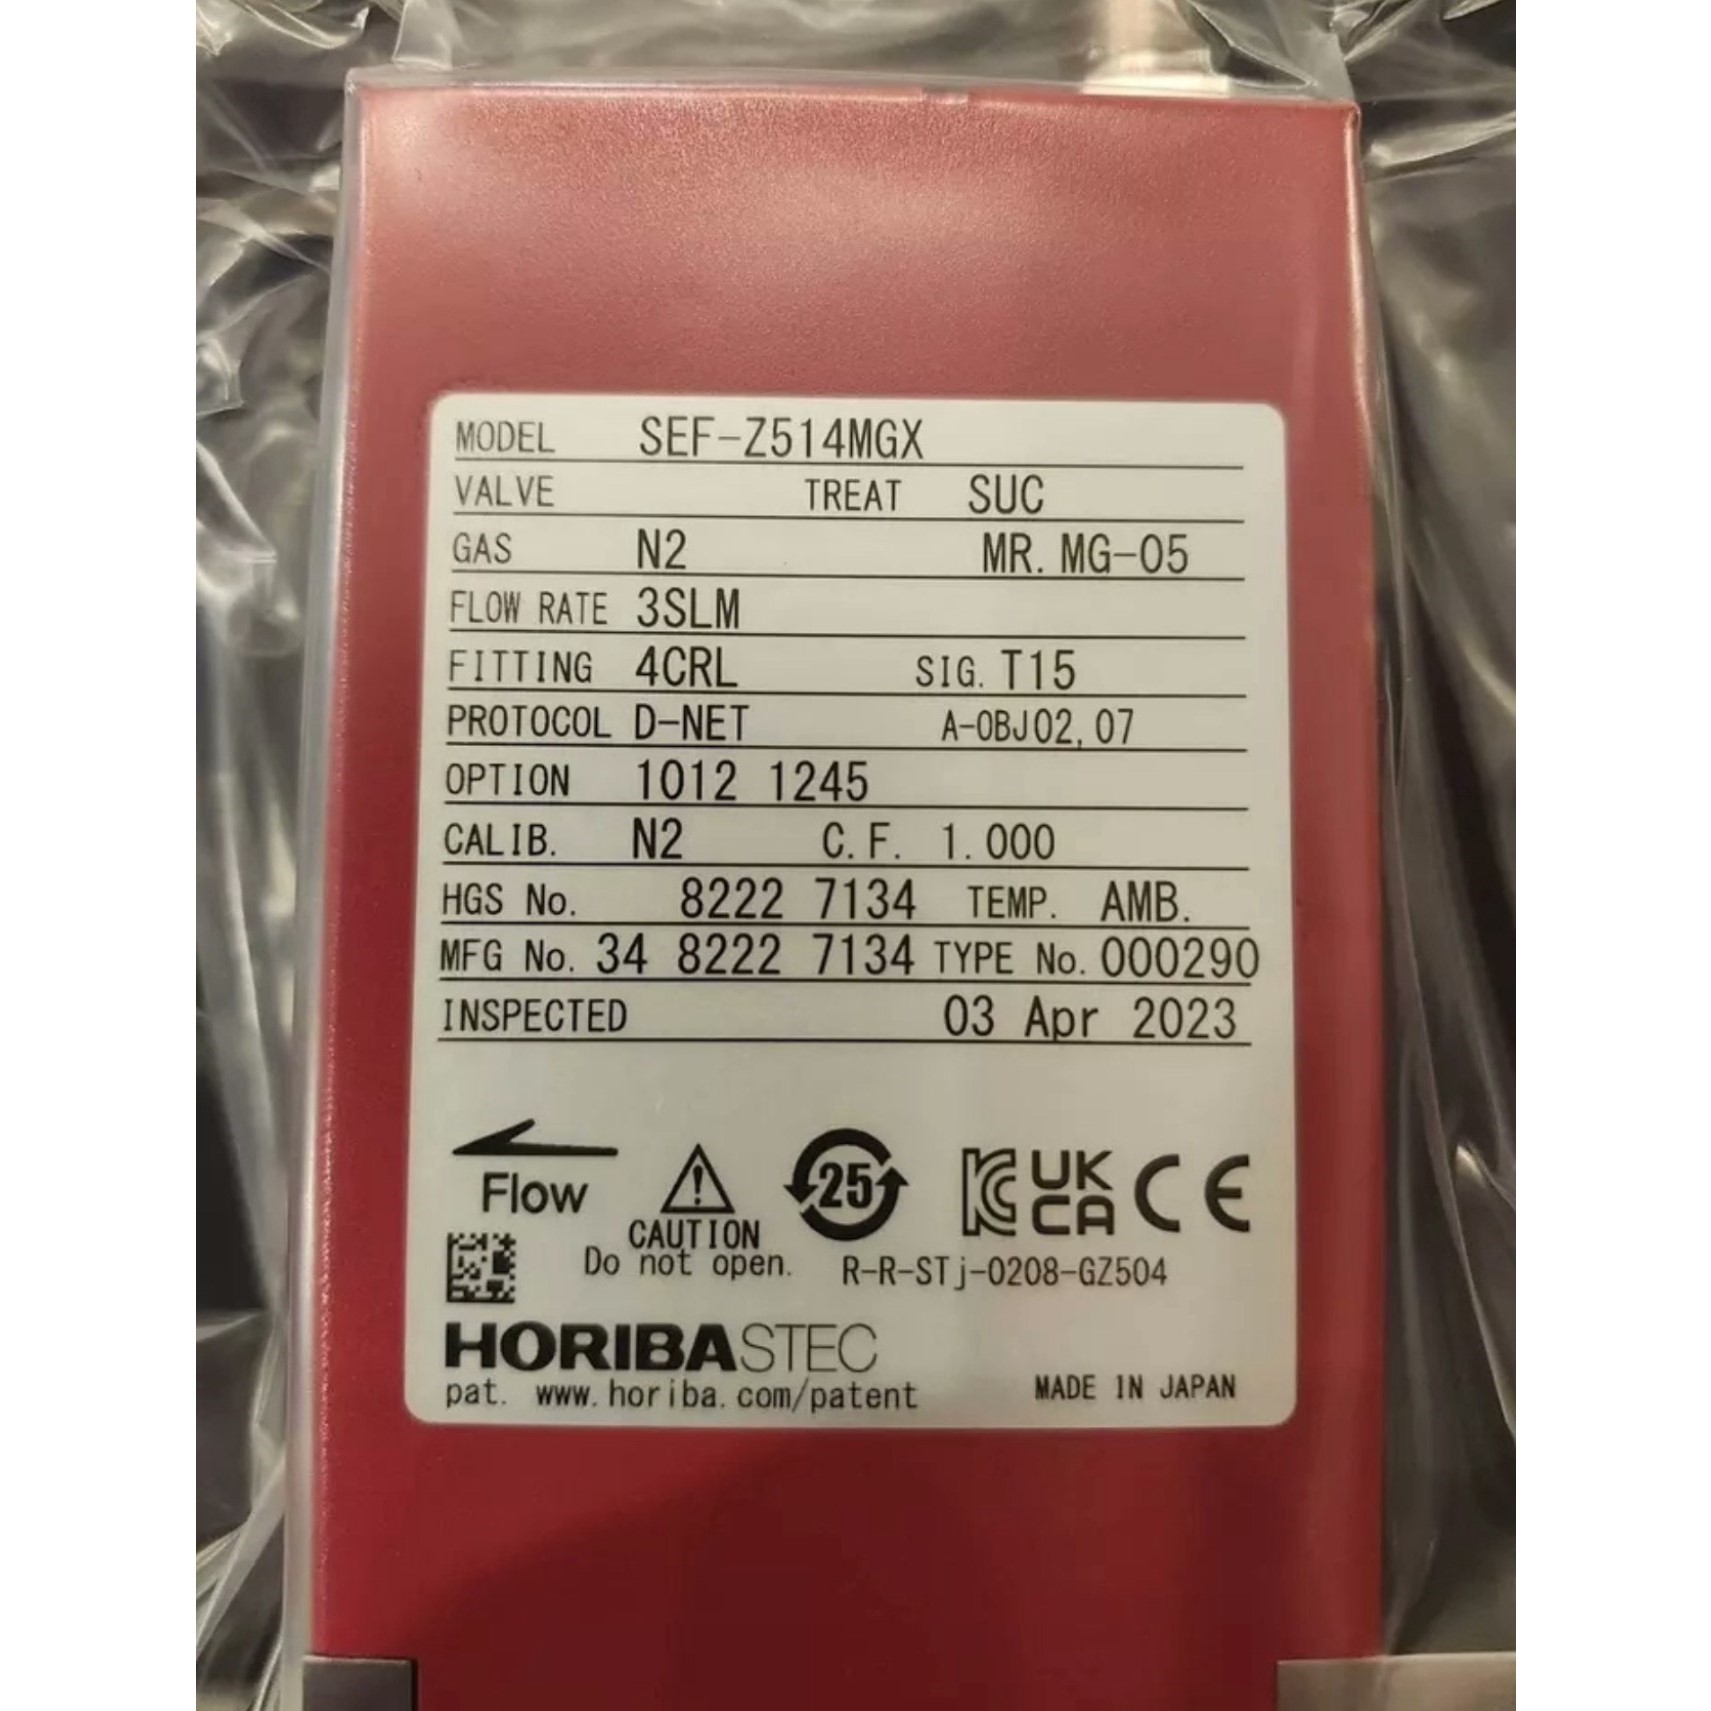 MODEL SEF-Z514MGX
VALVE TREAT SUC
GAS N2 MR. MG-05
FLOW RATE 3SLM
FITTING 4CRL SIG. T15
PROTOCOL D-NET A-OBJ02, 07
OPTION 1012 1245
CALIB. N2 C. F. 1.000
HGS No. 8222 7134 TEMP. AMB.
MFG No. 34 8222 7134 TYPE No. 000290
INSPECTED 03 Apr 2023
Flow
CAUTION
Do not open.
25
UK
CA
CE
R-R-STj-0208-GZ504
HORIBASTEC
pat. www.horiba.com/patent MADE IN JAPAN